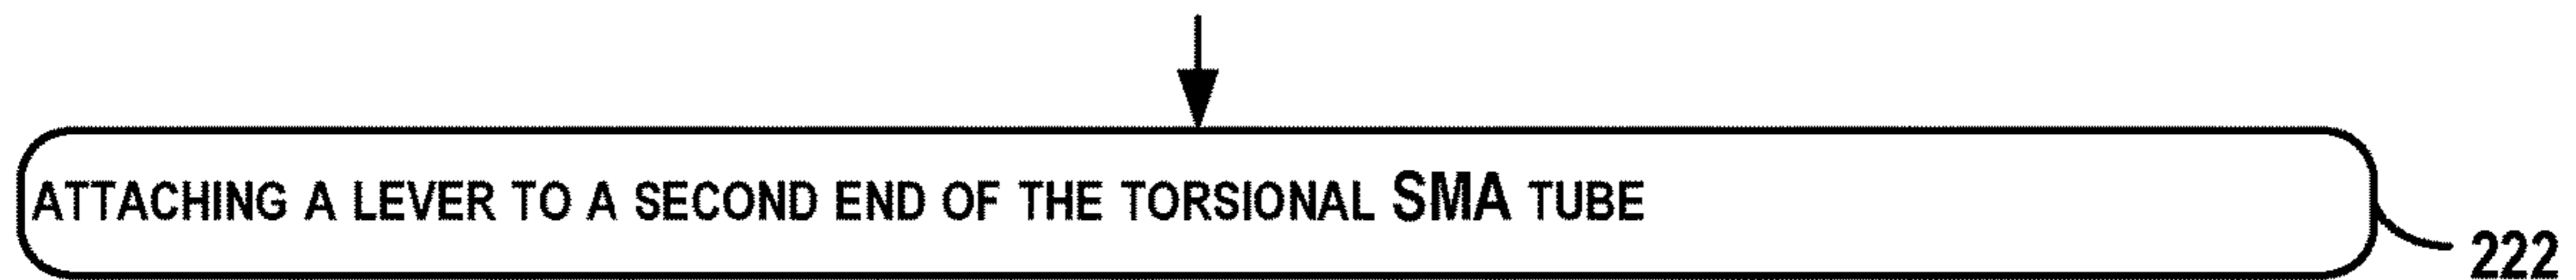 ATTACHING A LEVER TO A SECOND END OF THE TORSIONAL SMA TUBE
222